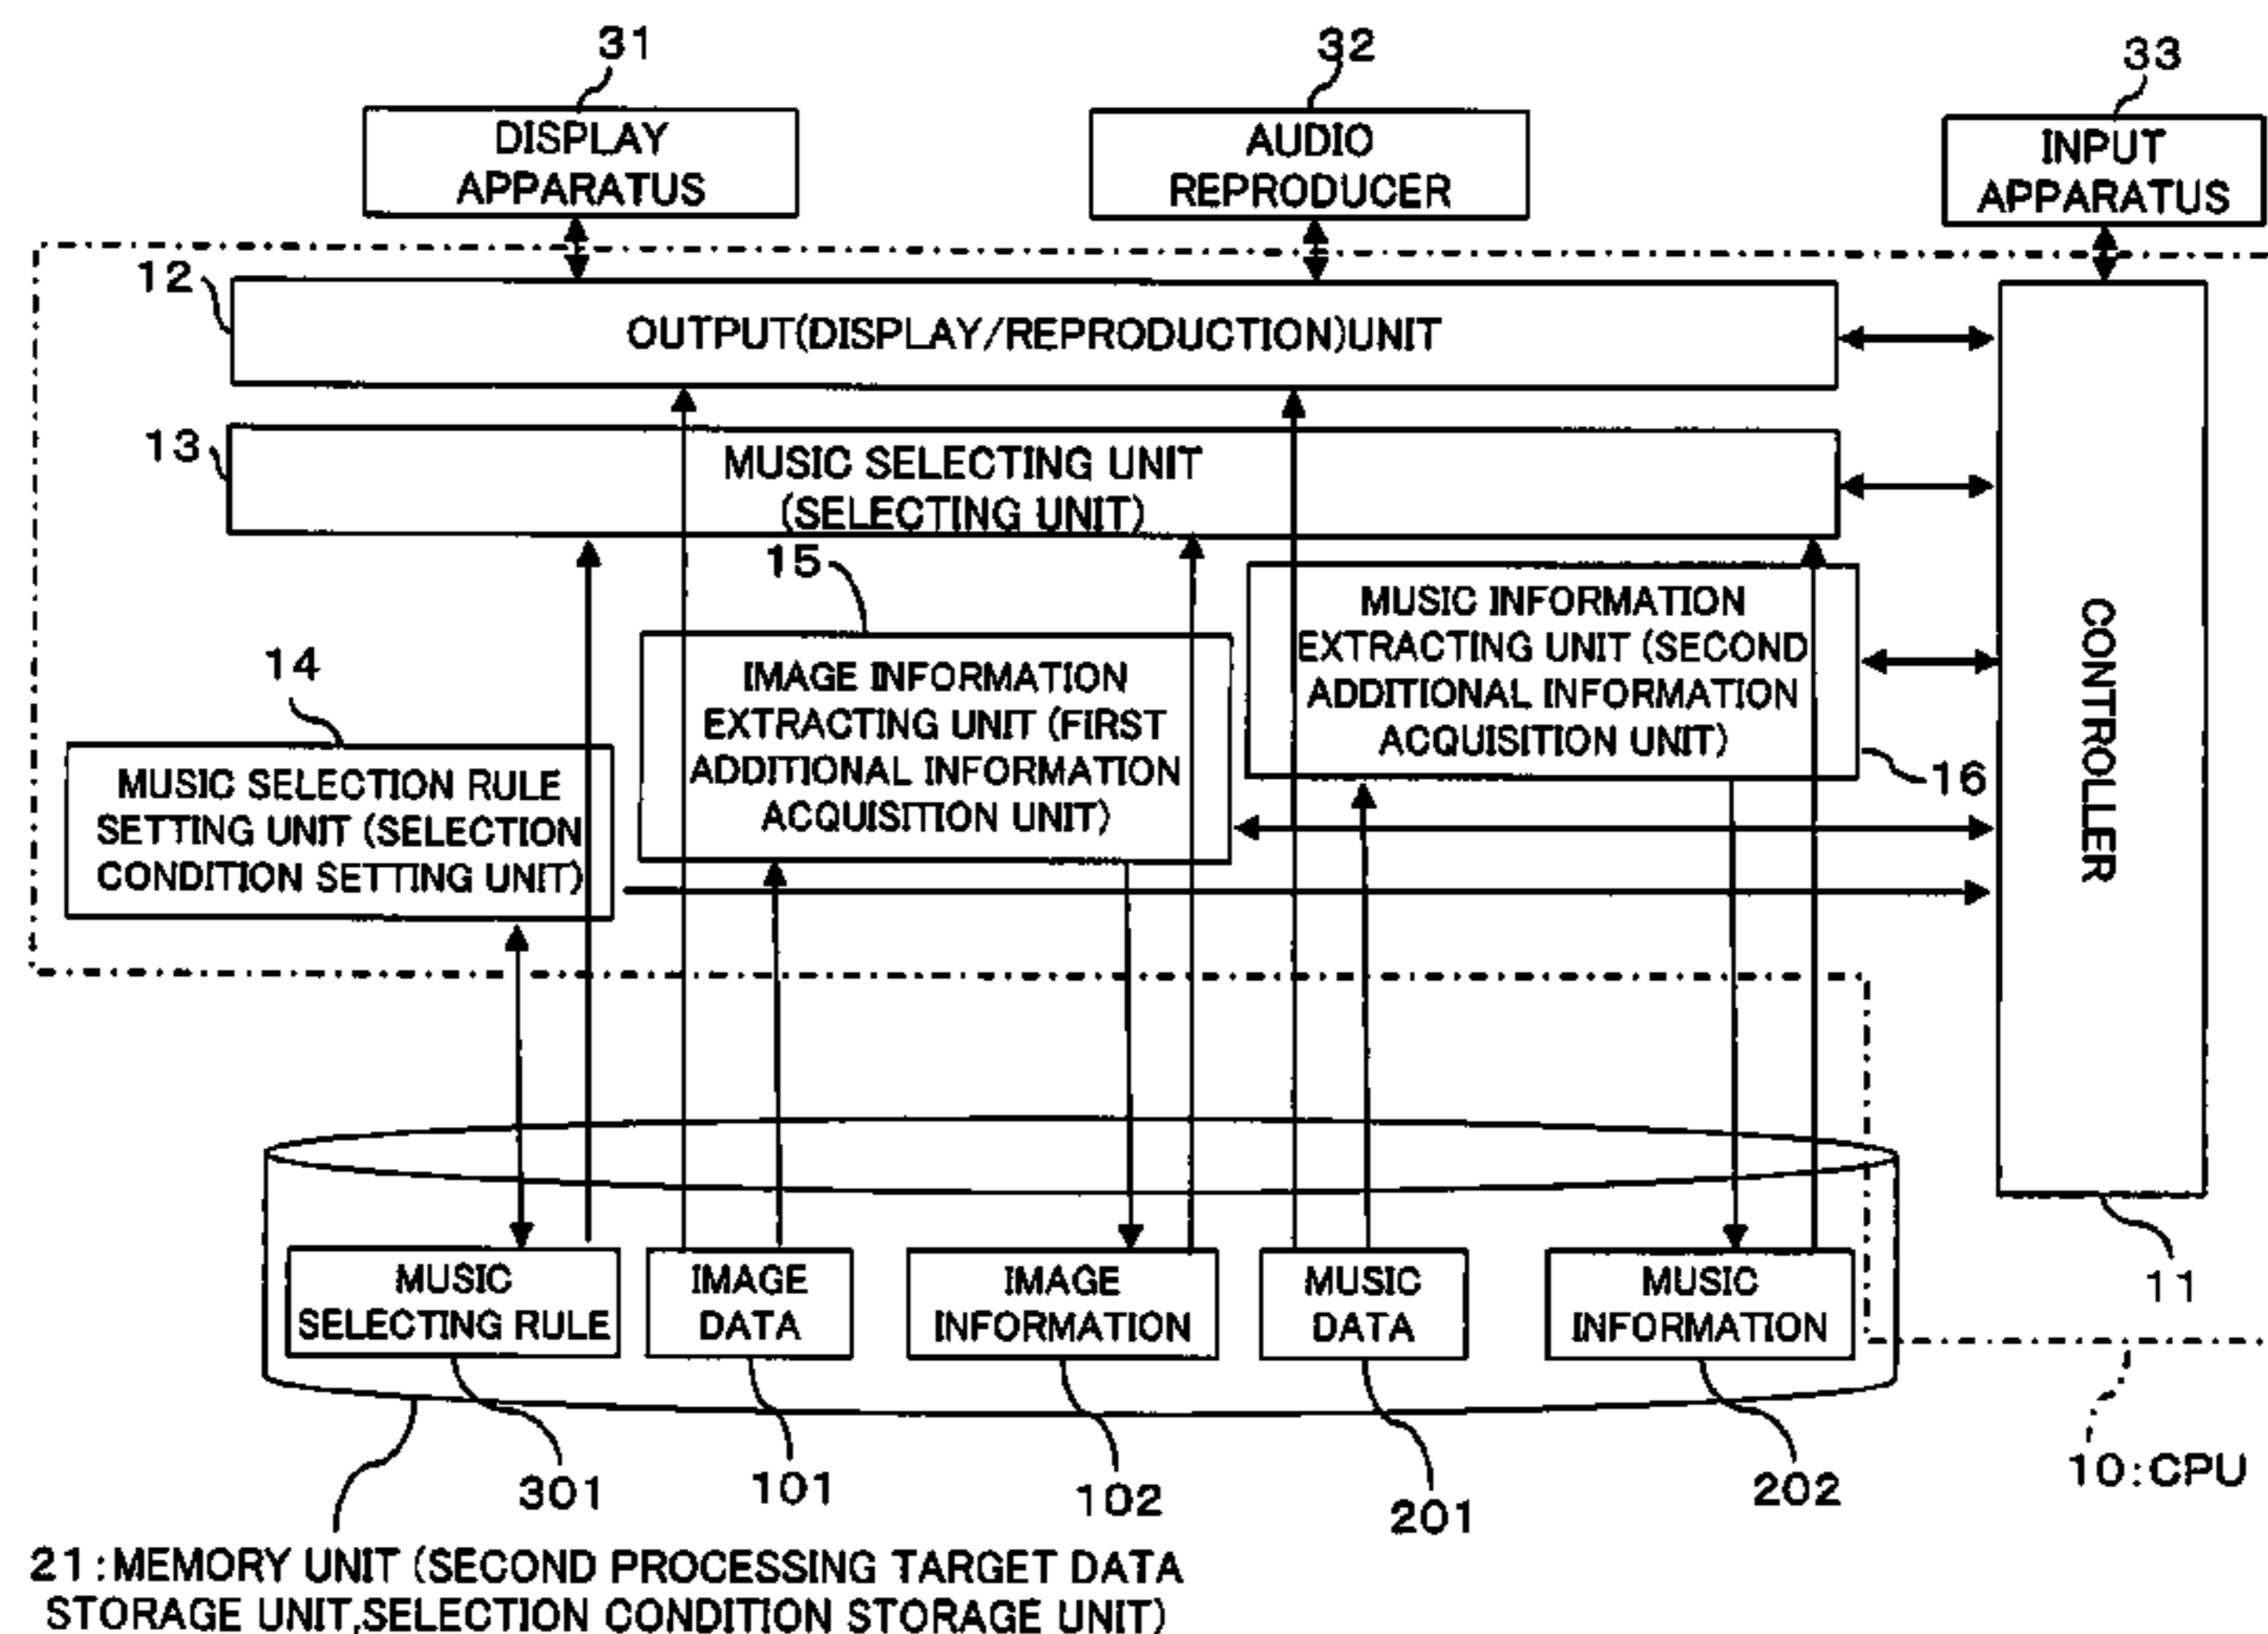 31
32
33
DISPLAY
APPARATUS
AUDIO
REPRODUCER
INPUT
APPARATUS
12
OUTPUT(DISPLAY/REPRODUCTION)UNIT
13
MUSIC SELECTING UNIT
(SELECTING UNIT)
15
MUSIC INFORMATION
EXTRACTING UNIT (SECOND
ADDITIONAL INFORMATION
ACQUISITION UNIT)
16
CONTROLLER
14
IMAGE INFORMATION
EXTRACTING UNIT (FIRST
ADDITIONAL INFORMATION
ACQUISITION UNIT)
MUSIC SELECTION RULE
SETTING UNIT (SELECTION
CONDITION SETTING UNIT)
MUSIC
SELECTING RULE
IMAGE
DATA
IMAGE
INFORMATION
MUSIC
DATA
MUSIC
INFORMATION
11
301
101
102
201
202
10:CPU
21:MEMORY UNIT (SECOND PROCESSING TARGET DATA
STORAGE UNIT,SELECTION CONDITION STORAGE UNIT)